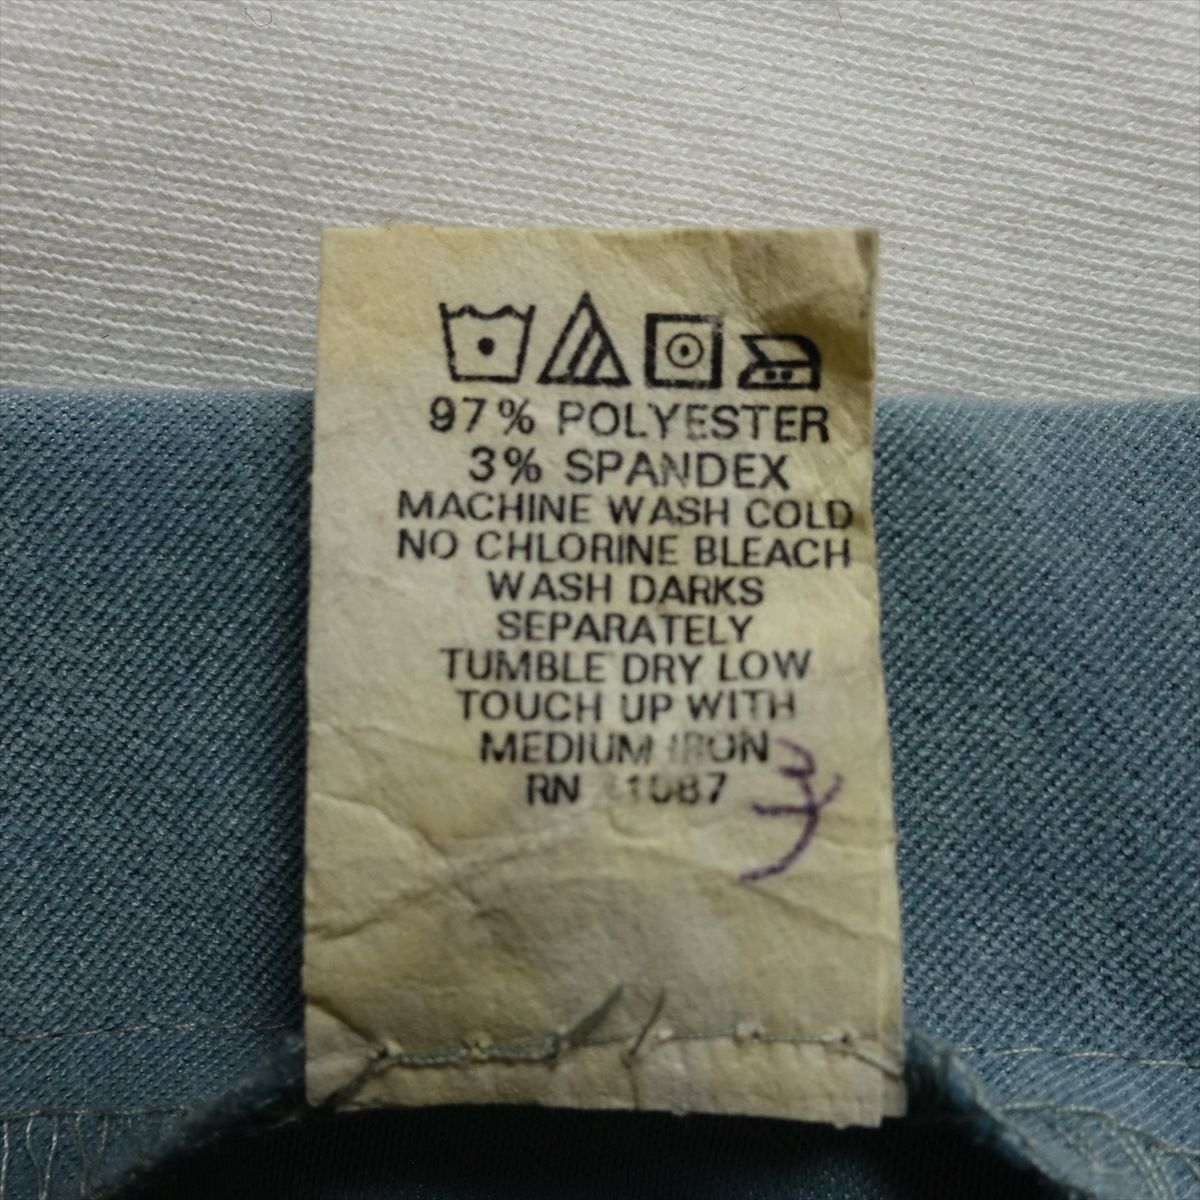 97% POLYESTER
3% SPANDEX
MACHINE WASH COLD
NO CHLORINE BLEACH
WASH DARKS
SEPARATELY
TUMBLE DRY LOW
TOUCH UP WITH
MEDIUM IRON
RN